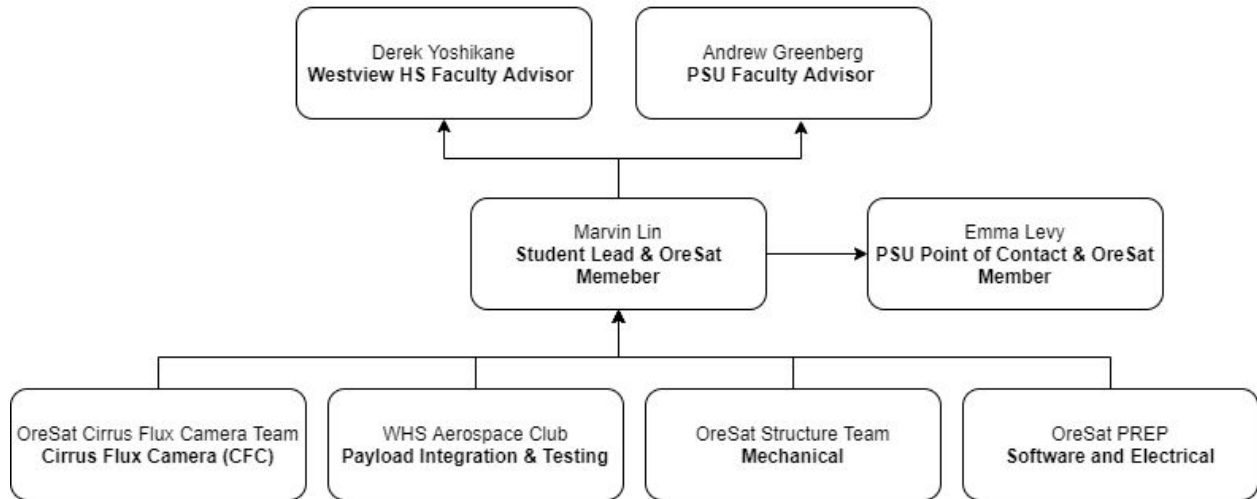 Derek Yoshikane
Westview HS Faculty Advisor
Andrew Greenberg
PSU Faculty Advisor
Marvin Lin
Student Lead & OreSat
Memeber
Emma Levy
PSU Point of Contact & OreSat
Member
OreSat Cirrus Flux Camera Team
Cirrus Flux Camera (CFC)
WHS Aerospace Club
Payload Integration & Testing
OreSat Structure Team
Mechanical
OreSat PREP
Software and Electrical